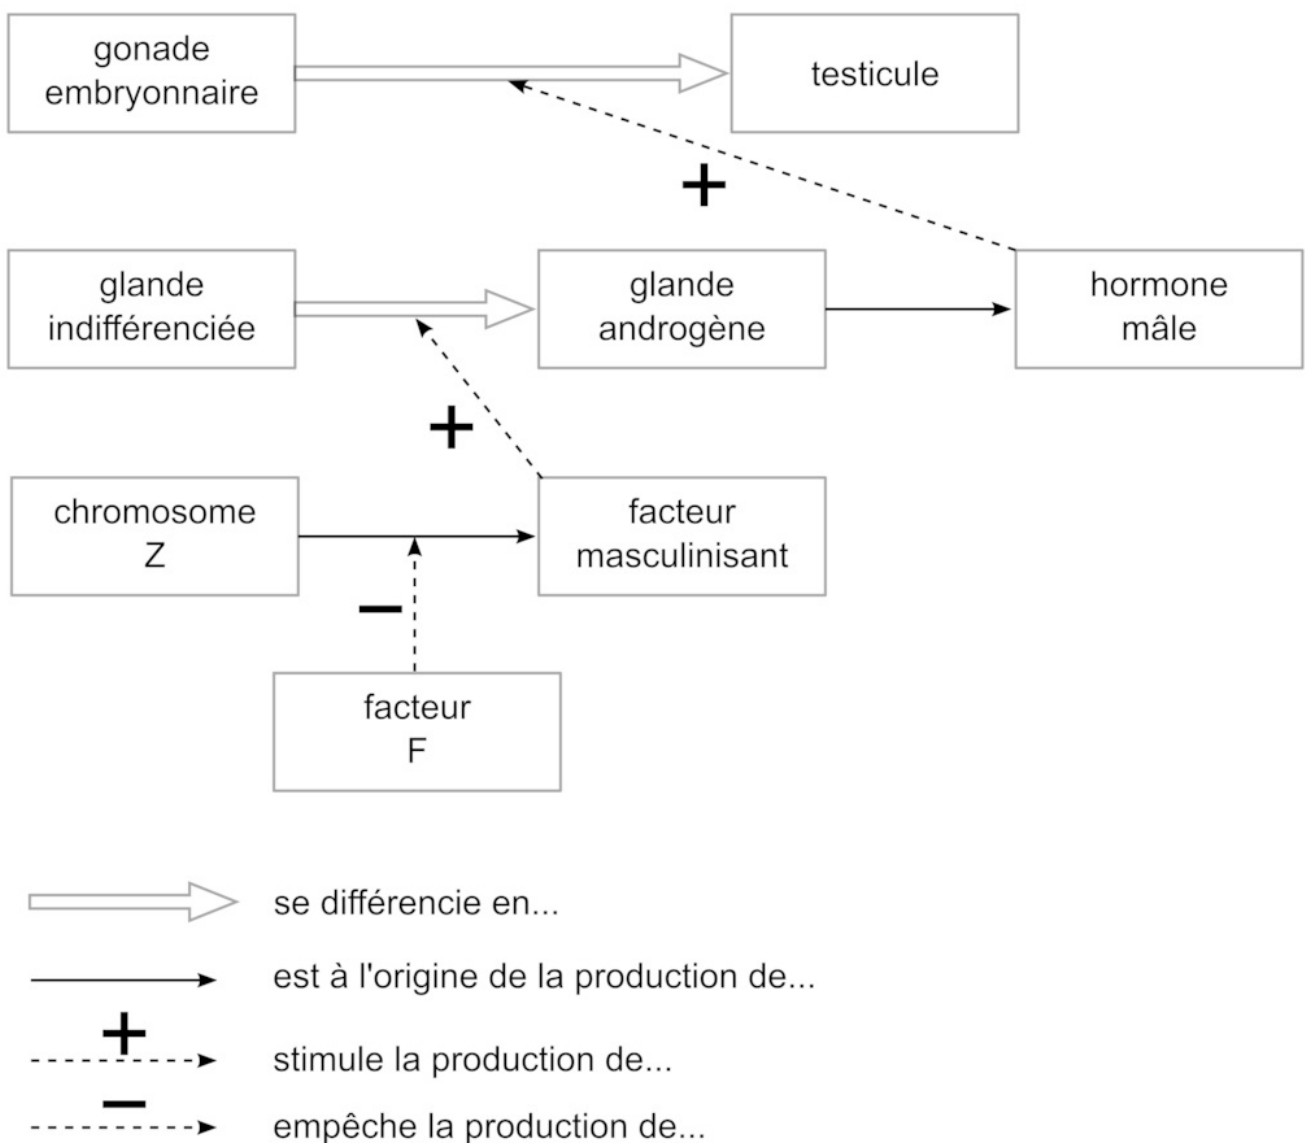 gonade
embryonnaire
testicule
+
glande
indifférenciée
glande
androgène
hormone
mâle
+
chromosome
Z
facteur
masculinisant
−
facteur
F
se différencie en...
est à l'origine de la production de...
+
stimule la production de...
−
empêche la production de...